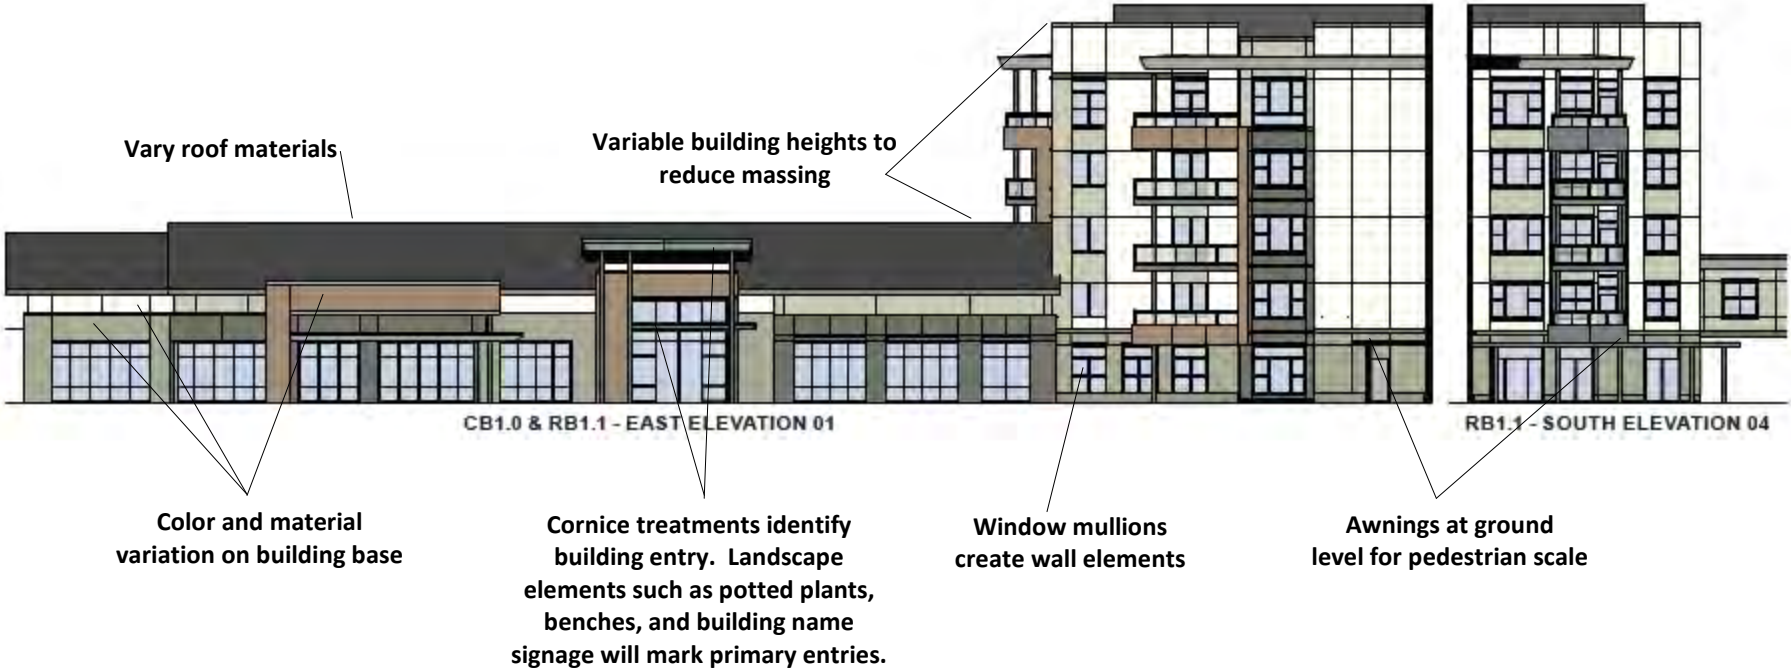 Vary roof materials
Variable building heights to
reduce massing
CB1.0 & RB1.1 - EAST ELEVATION 01
RB1.1 - SOUTH ELEVATION 04
Color and material
variation on building base
Cornice treatments identify
building entry.  Landscape
elements such as potted plants,
benches, and building name
signage will mark primary entries.
Window mullions
create wall elements
Awnings at ground
level for pedestrian scale